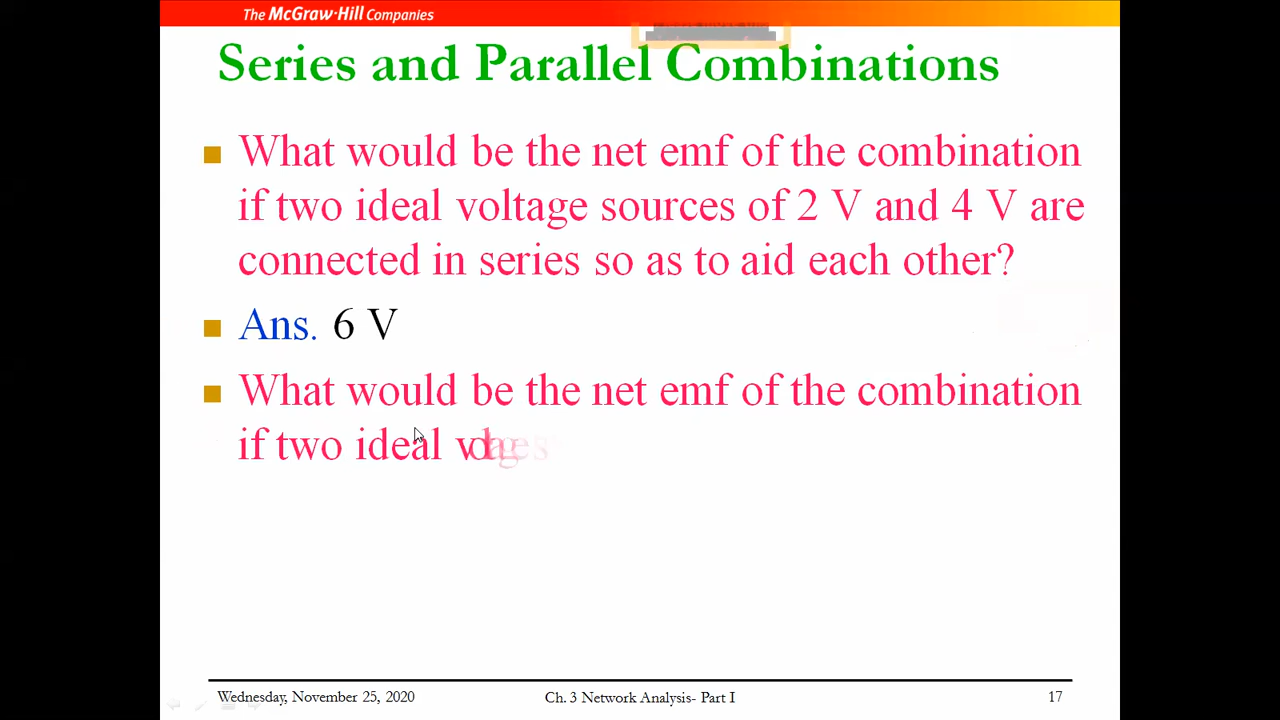 The McGraw-Hill Companies
Series and Parallel Combinations
What would be the net emf of the combination
if two ideal voltage sources of 2 V and 4 V are
connected in series so as to aid each other?
Ans. 6 V
What would be the net emf of the combination
if two ideal
Wednesday, November 25, 2020
Ch. 3 Network Analysis- Part I
17